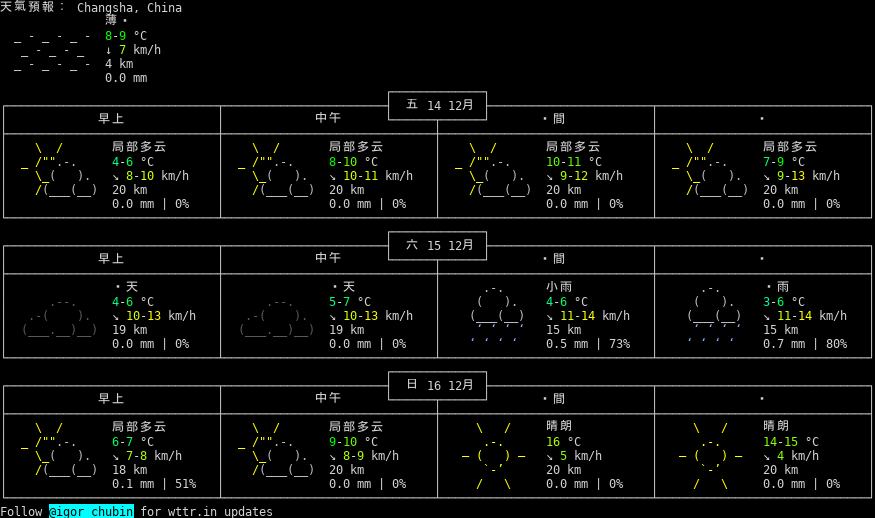 天氣預報： Changsha, China
薄・
8-9 °C
↓ 7 km/h
4 km
0.0 mm
五 14 12月
早上 中午 ・間 ・
局部多云 局部多云 局部多云 局部多云
4-6 °C 8-10 °C 10-11 °C 7-9 °C
↘ 8-10 km/h ↘ 10-11 km/h ↘ 9-12 km/h ↘ 9-13 km/h
20 km 20 km 20 km 20 km
0.0 mm | 0% 0.0 mm | 0% 0.0 mm | 0% 0.0 mm | 0%
六 15 12月
早上 中午 ・間 ・
・天 ・天 小雨 ・雨
4-6 °C 5-7 °C 4-6 °C 3-6 °C
↘ 10-13 km/h ↘ 10-13 km/h ↘ 11-14 km/h ↘ 11-14 km/h
19 km 19 km 15 km 15 km
0.0 mm | 0% 0.0 mm | 0% 0.5 mm | 73% 0.7 mm | 80%
日 16 12月
早上 中午 ・間 ・
局部多云 局部多云 晴朗 晴朗
6-7 °C 9-10 °C 16 °C 14-15 °C
↘ 7-8 km/h ↘ 8-9 km/h ↘ 5 km/h ↘ 4 km/h
18 km 20 km 20 km 20 km
0.1 mm | 51% 0.0 mm | 0% 0.0 mm | 0% 0.0 mm | 0%
Follow @igor_chubin for wttr.in updates